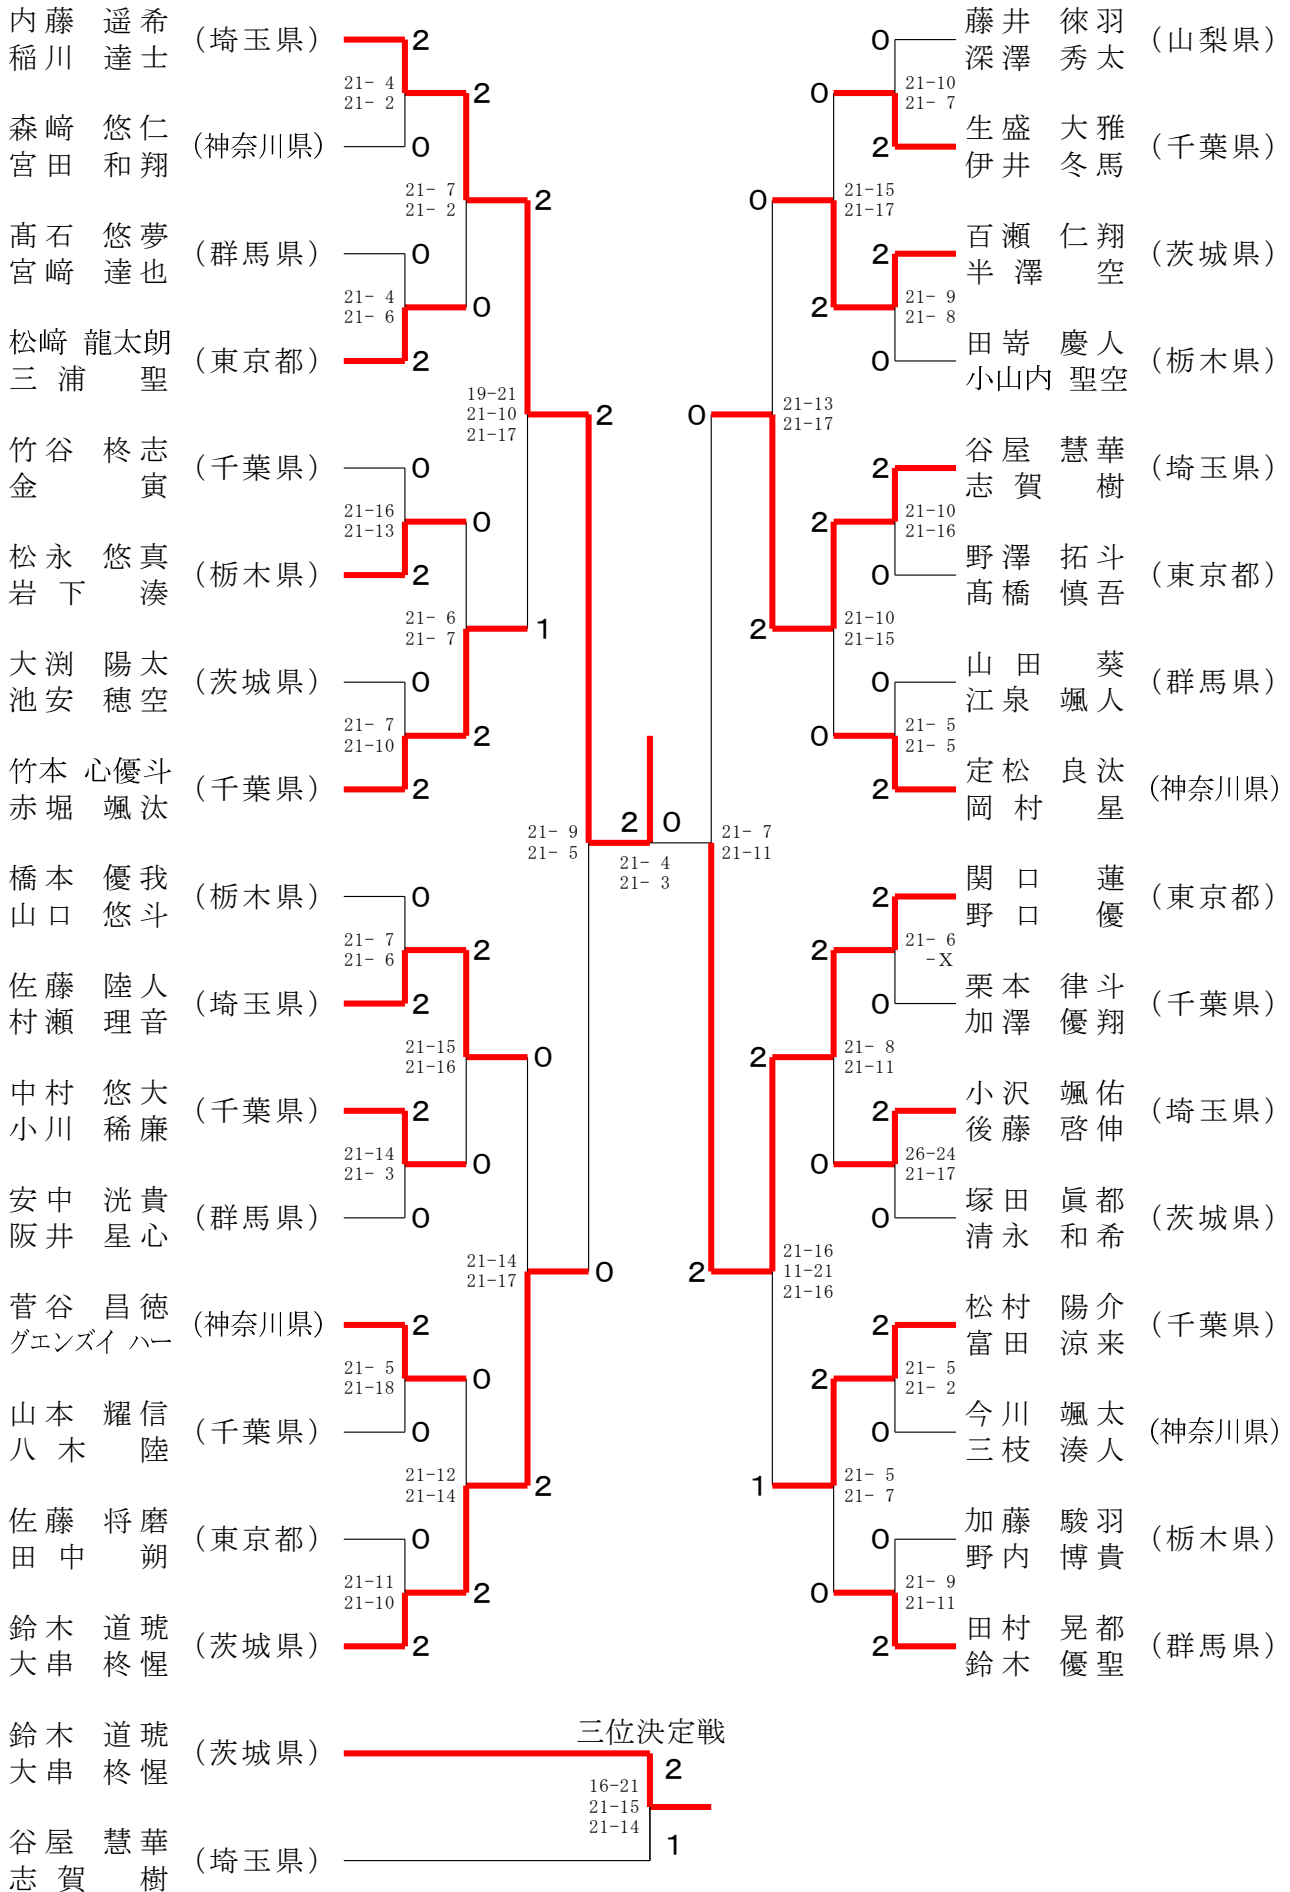 内藤 遥希
稲川 達士
(埼玉県)
2
21- 4
21- 2
2
森﨑 悠仁
宮田 和翔
(神奈川県)
0
21- 7
21- 2
2
髙石 悠夢
宮﨑 達也
(群馬県)
0
21- 4
21- 6
0
松﨑 龍太朗
三浦 聖
(東京都)
2
19-21
21-10
21-17
2
竹谷 柊志
金 寅
(千葉県)
0
21-16
21-13
0
松永 悠真
岩下 湊
(栃木県)
2
21- 6
21- 7
1
大渕 陽太
池安 穂空
(茨城県)
0
21- 7
21-10
2
竹本 心優斗
赤堀 颯汰
(千葉県)
2
21- 9
21- 5
2
0
21- 4
21- 3
橋本 優我
山口 悠斗
(栃木県)
0
21- 7
21- 6
2
佐藤 陸人
村瀬 理音
(埼玉県)
2
21-15
21-16
0
中村 悠大
小川 稀廉
(千葉県)
2
21-14
21- 3
0
安中 洸貴
阪井 星心
(群馬県)
0
21-14
21-17
0
菅谷 昌徳
グエンズイ ハー
(神奈川県)
2
21- 5
21-18
0
山本 耀信
八木 陸
(千葉県)
0
21-12
21-14
2
佐藤 将磨
田中 朔
(東京都)
0
21-11
21-10
2
鈴木 道琥
大串 柊惺
(茨城県)
2
藤井 徠羽
深澤 秀太
(山梨県)
0
21-10
21- 7
0
生盛 大雅
伊井 冬馬
(千葉県)
2
21-15
21-17
0
百瀬 仁翔
半澤 空
(茨城県)
2
21- 9
21- 8
2
田嵜 慶人
小山内 聖空
(栃木県)
0
21-13
21-17
0
谷屋 慧華
志賀 樹
(埼玉県)
2
21-10
21-16
2
野澤 拓斗
髙橋 慎吾
(東京都)
0
21-10
21-15
2
山田 葵
江泉 颯人
(群馬県)
0
21- 5
21- 5
0
定松 良汰
岡村 星
(神奈川県)
2
21- 7
21-11
関口 蓮
野口 優
(東京都)
2
21- 6
-X
2
栗本 律斗
加澤 優翔
(千葉県)
0
21- 8
21-11
2
小沢 颯佑
後藤 啓伸
(埼玉県)
2
26-24
21-17
0
塚田 眞都
清永 和希
(茨城県)
0
21-16
11-21
21-16
2
松村 陽介
富田 涼来
(千葉県)
2
21- 5
21- 2
2
今川 颯太
三枝 湊人
(神奈川県)
0
21- 5
21- 7
1
加藤 駿羽
野内 博貴
(栃木県)
0
21- 9
21-11
0
田村 晃都
鈴木 優聖
(群馬県)
2
三位決定戦
鈴木 道琥
大串 柊惺
(茨城県)
2
16-21
21-15
21-14
谷屋 慧華
志賀 樹
(埼玉県)
1